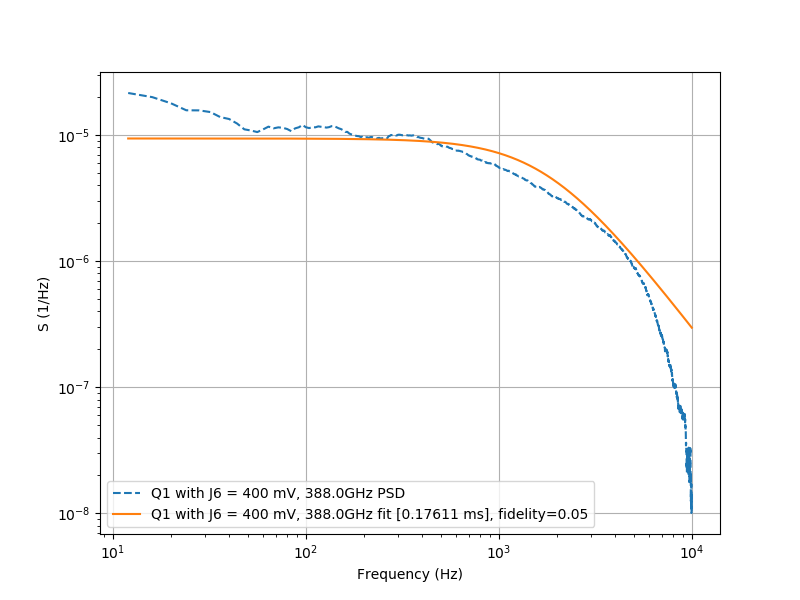 10⁻⁵
10⁻⁶
10⁻⁷
10⁻⁸
S (1/Hz)
Q1 with J6 = 400 mV, 388.0GHz PSD
Q1 with J6 = 400 mV, 388.0GHz fit [0.17611 ms], fidelity=0.05
10¹ 10² 10³ 10⁴
Frequency (Hz)